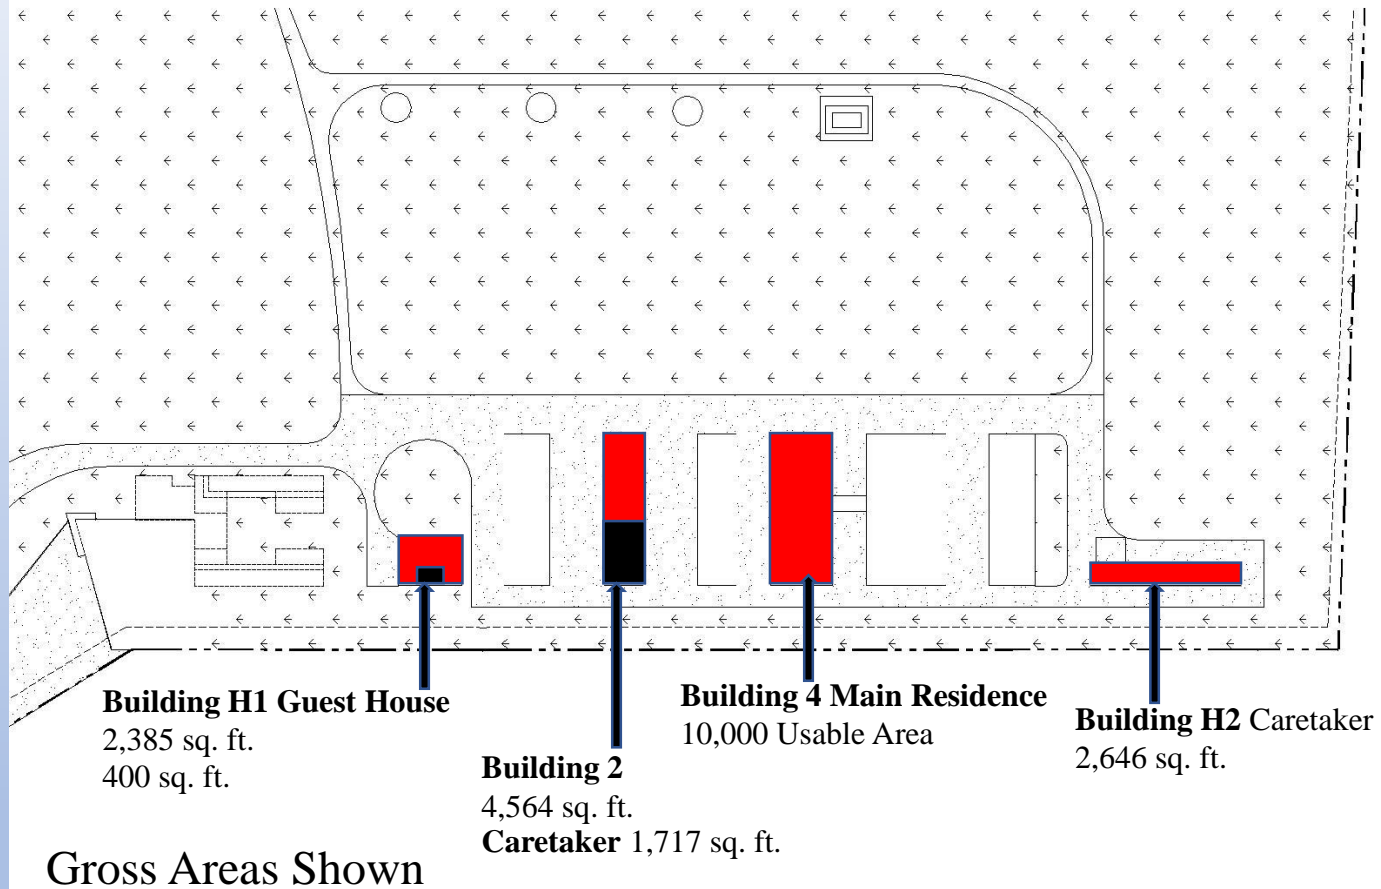 Building H1 Guest House
2,385 sq. ft.
400 sq. ft.
Building 2
4,564 sq. ft.
Caretaker 1,717 sq. ft.
Building 4 Main Residence
10,000 Usable Area
Building H2 Caretaker
2,646 sq. ft.
Gross Areas Shown